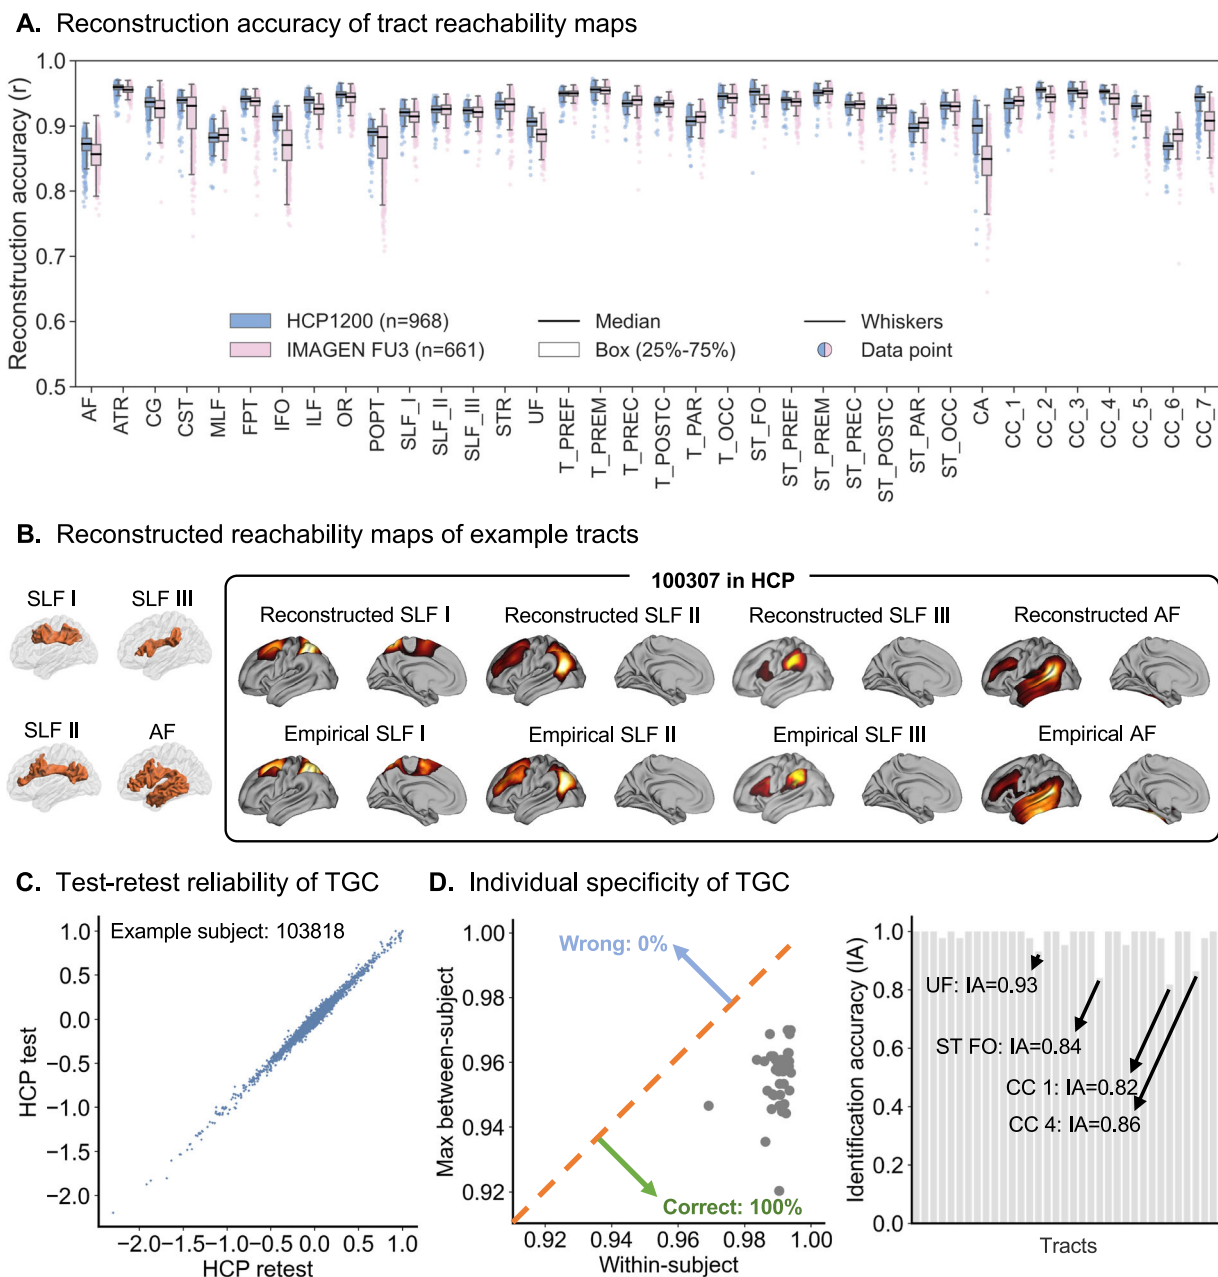 A. Reconstruction accuracy of tract reachability maps
Reconstruction accuracy (r)
1.0
0.9
0.8
0.7
0.6
0.5
HCP1200 (n=968)
IMAGEN FU3 (n=661)
Median
Box (25%-75%)
Whiskers
Data point
AF
ATR
CG
CST
MLF
FPT
IFO
ILF
OR
POPT
SLF_I
SLF_II
SLF_III
STR
UF
T_PREF
T_PREM
T_PREC
T_POSTC
T_PAR
T_OCC
ST_FO
ST_PREF
ST_PREM
ST_PREC
ST_POSTC
ST_PAR
ST_OCC
CA
CC_1
CC_2
CC_3
CC_4
CC_5
CC_6
CC_7
B. Reconstructed reachability maps of example tracts
SLF I
SLF III
SLF II
AF
100307 in HCP
Reconstructed SLF I
Reconstructed SLF II
Reconstructed SLF III
Reconstructed AF
Empirical SLF I
Empirical SLF II
Empirical SLF III
Empirical AF
C. Test-retest reliability of TGC
Example subject: 103818
HCP test
1.0
0.5
0.0
−0.5
−1.0
−1.5
−2.0
−2.0 −1.5 −1.0 −0.5 0.0 0.5 1.0
HCP retest
D. Individual specificity of TGC
Max between-subject
1.00
0.98
0.96
0.94
0.92
Wrong: 0%
Correct: 100%
0.92 0.94 0.96 0.98 1.00
Within-subject
Identification accuracy (IA)
1.0
0.8
0.6
0.4
0.2
0.0
UF: IA=0.93
ST FO: IA=0.84
CC 1: IA=0.82
CC 4: IA=0.86
Tracts